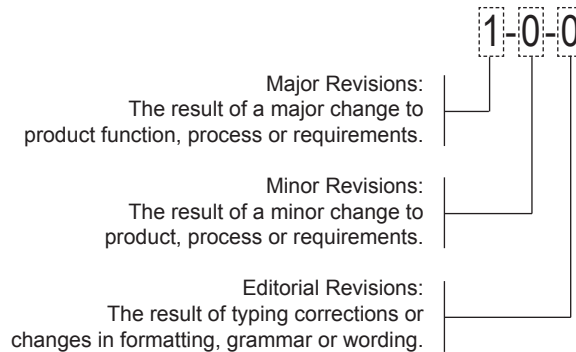 1-0-0
Major Revisions:
The result of a major change to
product function, process or requirements.
Minor Revisions:
The result of a minor change to
product, process or requirements.
Editorial Revisions:
The result of typing corrections or
changes in formatting, grammar or wording.